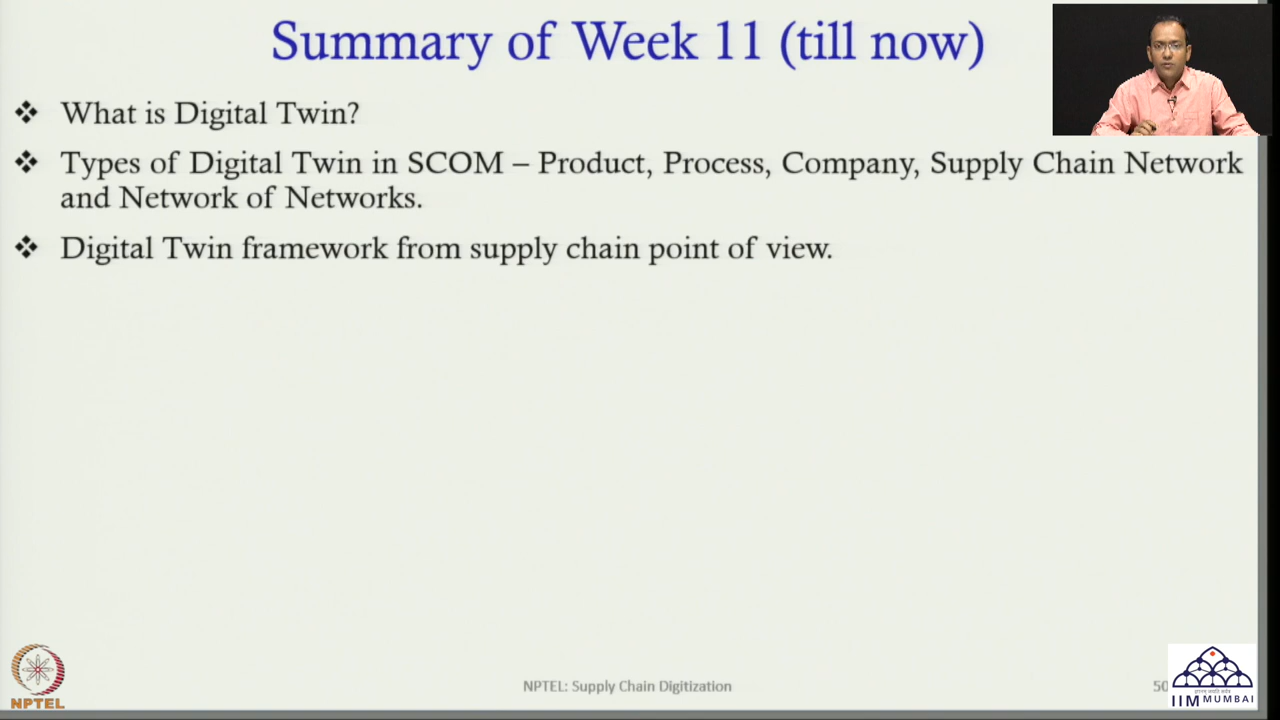 Summary of Week 11 (till now)
❖ What is Digital Twin?
❖ Types of Digital Twin in SCOM – Product, Process, Company, Supply Chain Network
and Network of Networks.
❖ Digital Twin framework from supply chain point of view.
NPTEL
NPTEL: Supply Chain Digitization
50
IIM MUMBAI